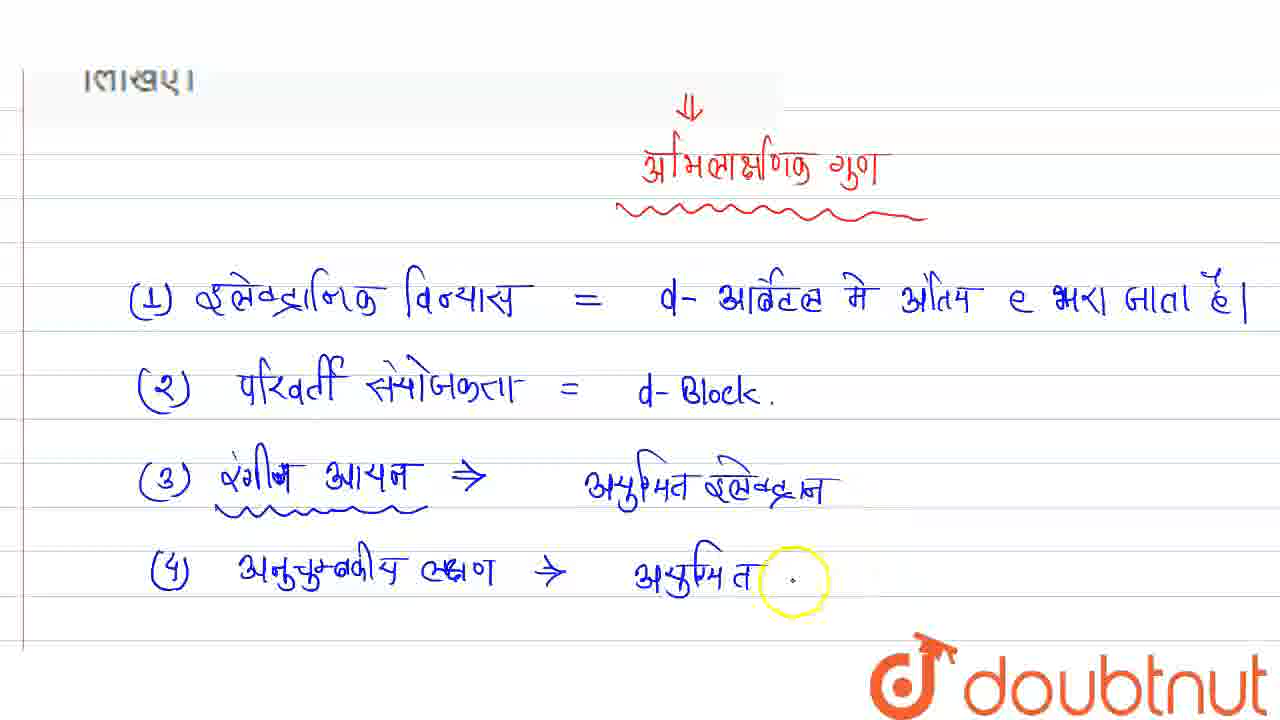 लिखिए।
⇓
अभिलाक्षणिक गुण
(1) इलेक्ट्रानिक विन्यास = d- आर्बिटल मे अंतिम e भरा जाता है।
(2) परिवर्ती संयोजकता = d- Block.
(3) रंगीन आयन ⇒ अयुग्मित इलेक्ट्रान
(4) अनुचुम्बकीय लक्षण → अयुग्मित
doubtnut